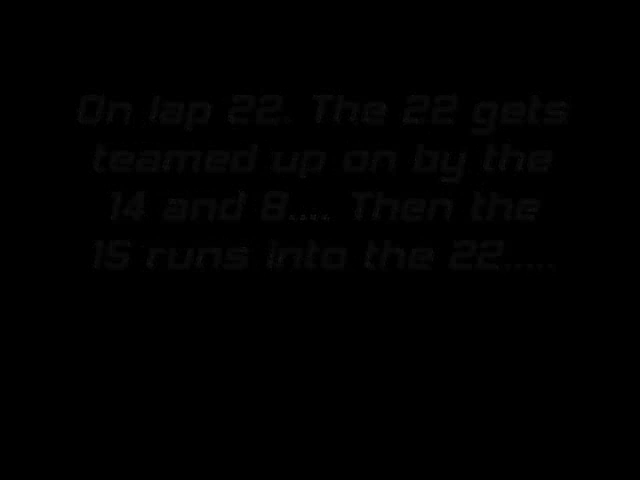 On lap 22. The 22 gets
teamed up on by the
14 and 8.... Then the
15 runs into the 22.....